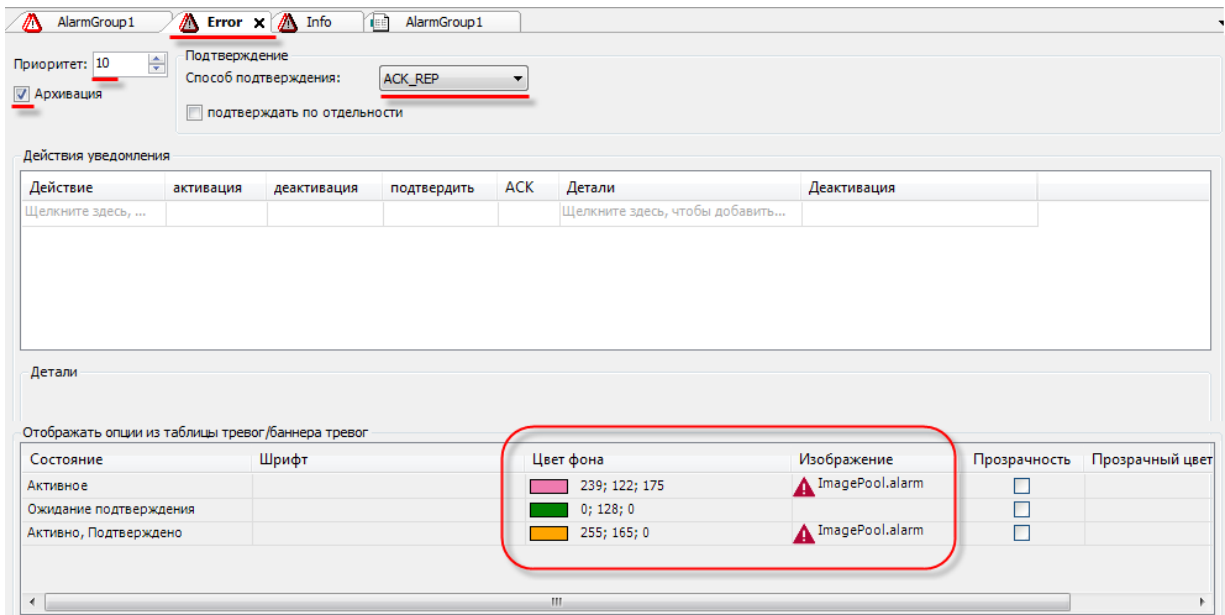 AlarmGroup1 Error x Info AlarmGroup1
Приоритет: 10
Архивация
Подтверждение
Способ подтверждения: ACK_REP
подтверждать по отдельности
Действия уведомления
Действие активация деактивация подтвердить ACK Детали Деактивация
Щелкните здесь, ... Щелкните здесь, чтобы добавить...
Детали
Отображать опции из таблицы тревог/баннера тревог
Состояние Шрифт Цвет фона Изображение Прозрачность Прозрачный цвет
Активное 239; 122; 175 ImagePool.alarm
Ожидание подтверждения 0; 128; 0
Активно, Подтверждено 255; 165; 0 ImagePool.alarm